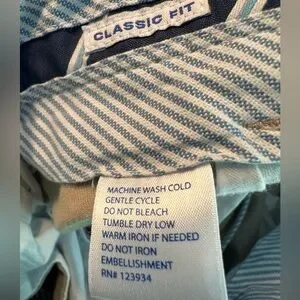 CLASSIC FIT
MACHINE WASH COLD
GENTLE CYCLE
DO NOT BLEACH
TUMBLE DRY LOW
WARM IRON IF NEEDED
DO NOT IRON
EMBELLISHMENT
RN# 123934